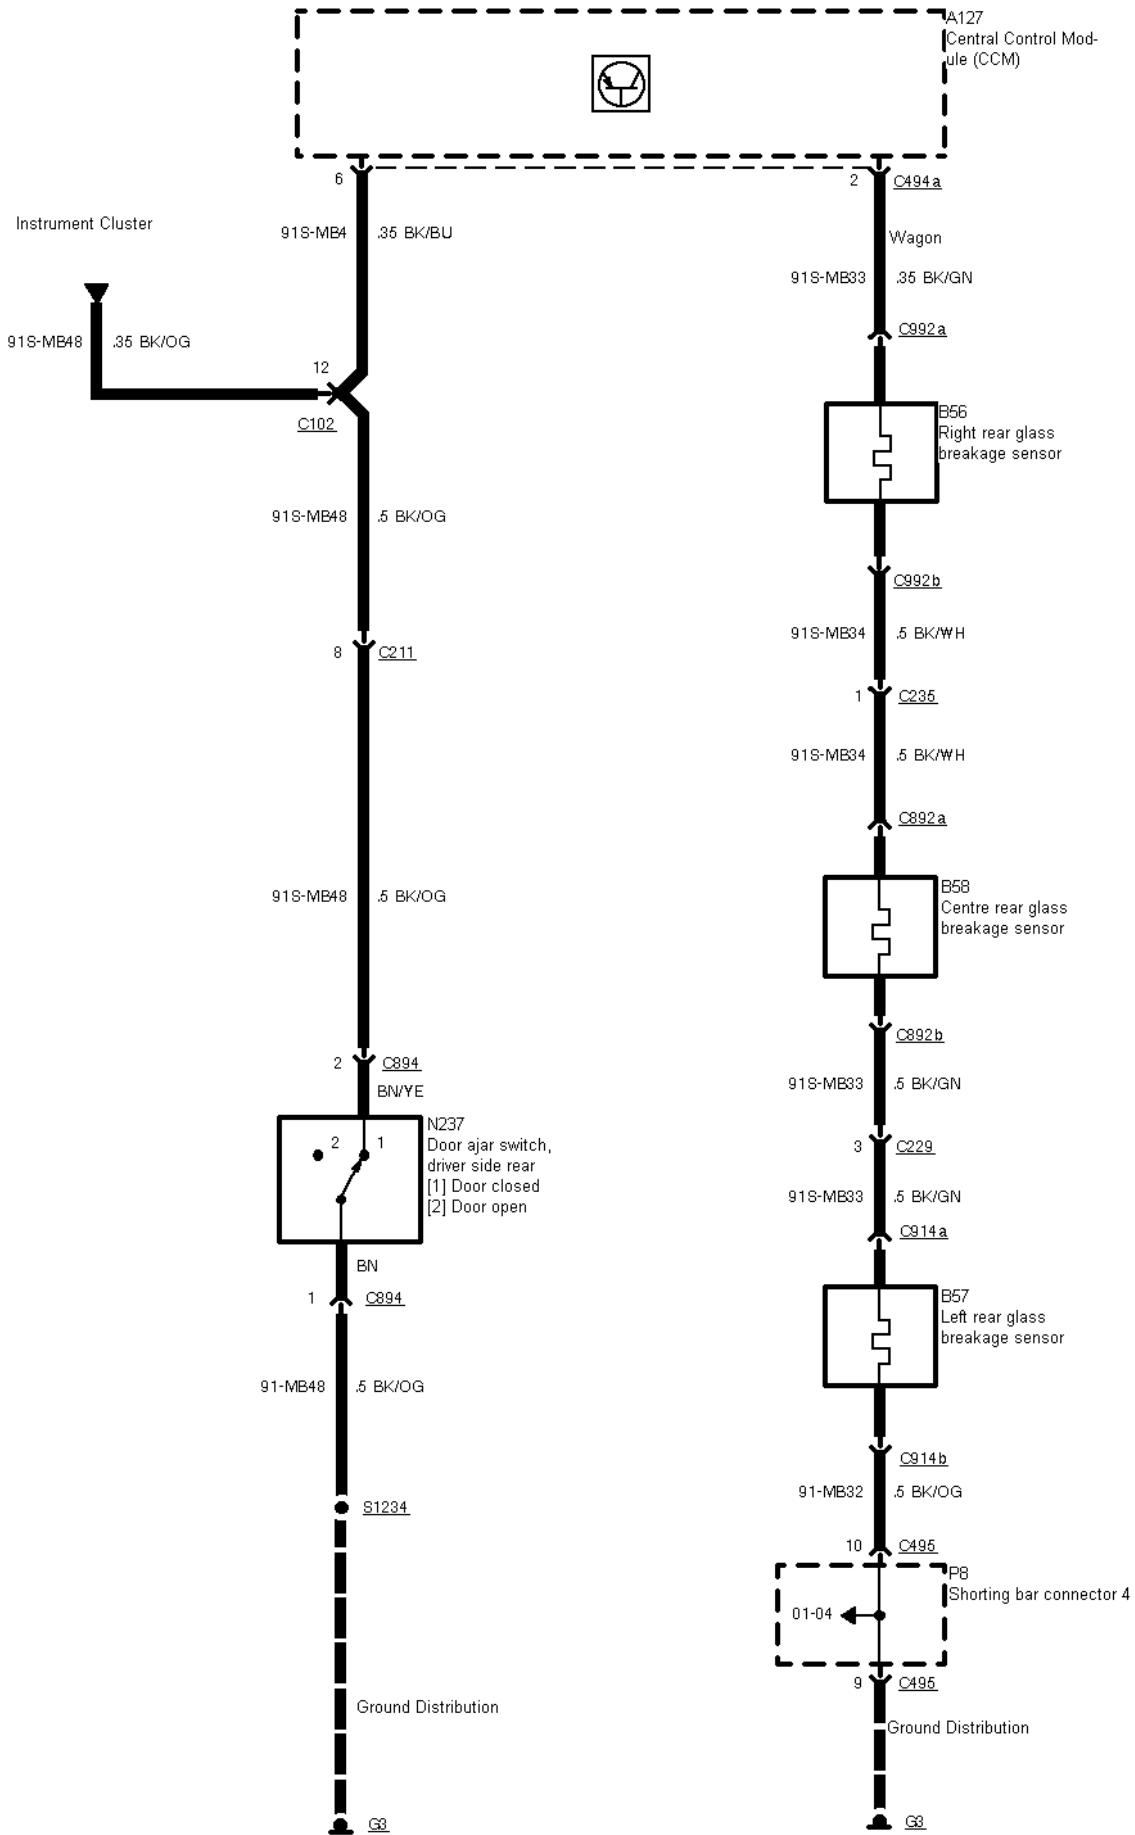 A127
Central Control Mod-
ule (CCM)
6
2
C494a
Instrument Cluster
91S-MB4
.35 BK/BU
Wagon
91S-MB33
.35 BK/GN
91S-MB48
.35 BK/OG
C992a
12
C102
B56
Right rear glass
breakage sensor
91S-MB48
.5 BK/OG
C992b
91S-MB34
.5 BK/WH
8
C211
1
C235
91S-MB34
.5 BK/WH
C892a
91S-MB48
.5 BK/OG
B58
Centre rear glass
breakage sensor
C892b
2
C894
BN/YE
91S-MB33
.5 BK/GN
N237
Door ajar switch,
driver side rear
[1] Door closed
[2] Door open
2
1
3
C229
91S-MB33
.5 BK/GN
C914a
BN
1
C894
B57
Left rear glass
breakage sensor
91-MB48
.5 BK/OG
C914b
91-MB32
.5 BK/OG
S1234
10
C495
P8
Shorting bar connector 4
01-04
9
C495
Ground Distribution
Ground Distribution
G3
G3